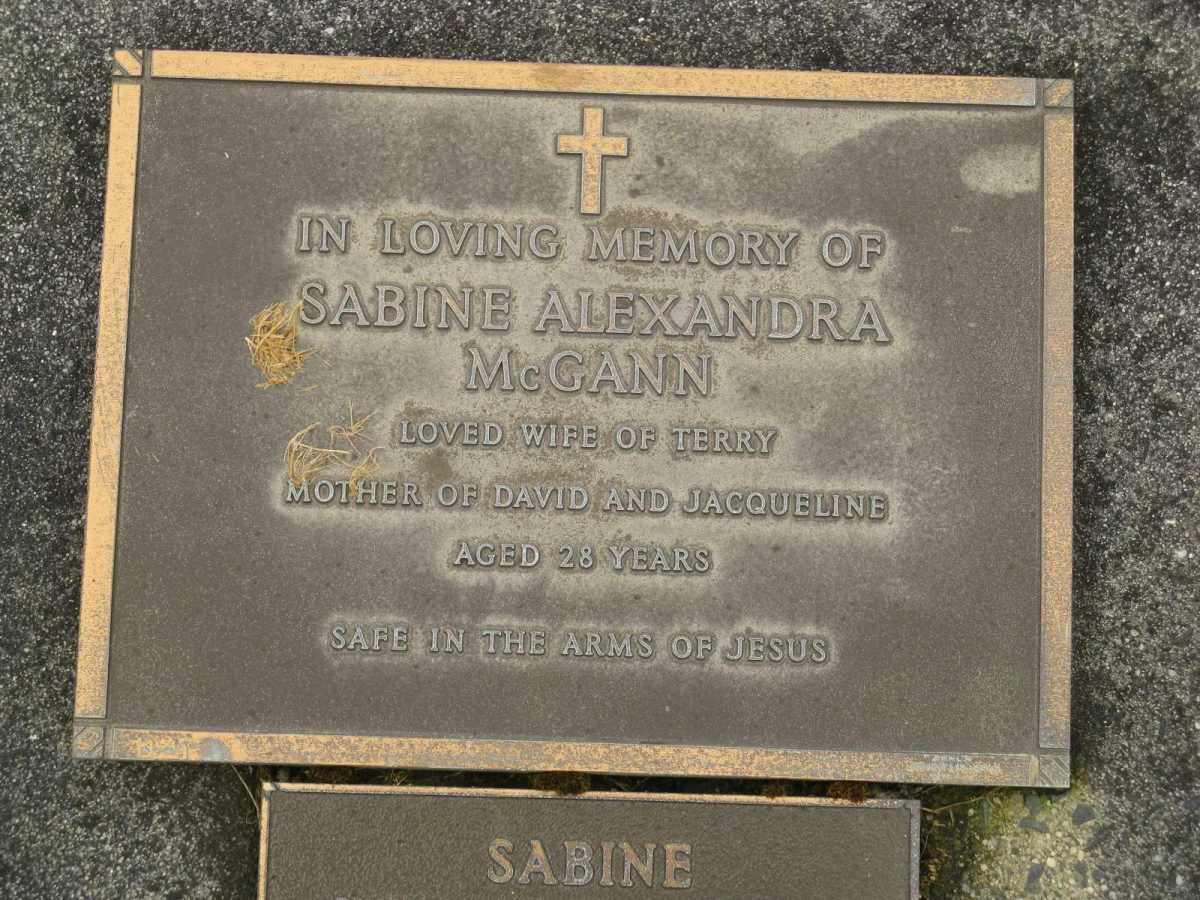 IN LOVING MEMORY OF
SABINE ALEXANDRA
McGANN
LOVED WIFE OF TERRY
MOTHER OF DAVID AND JACQUELINE
AGED 28 YEARS
SAFE IN THE ARMS OF JESUS
SABINE